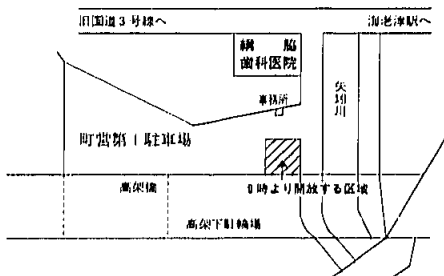 旧国道3号線へ
海老津駅へ
綱脇
歯科医院
事務所
矢矧川
町営第1駐車場
高架橋
9時より開放する区域
高架下駐輪場